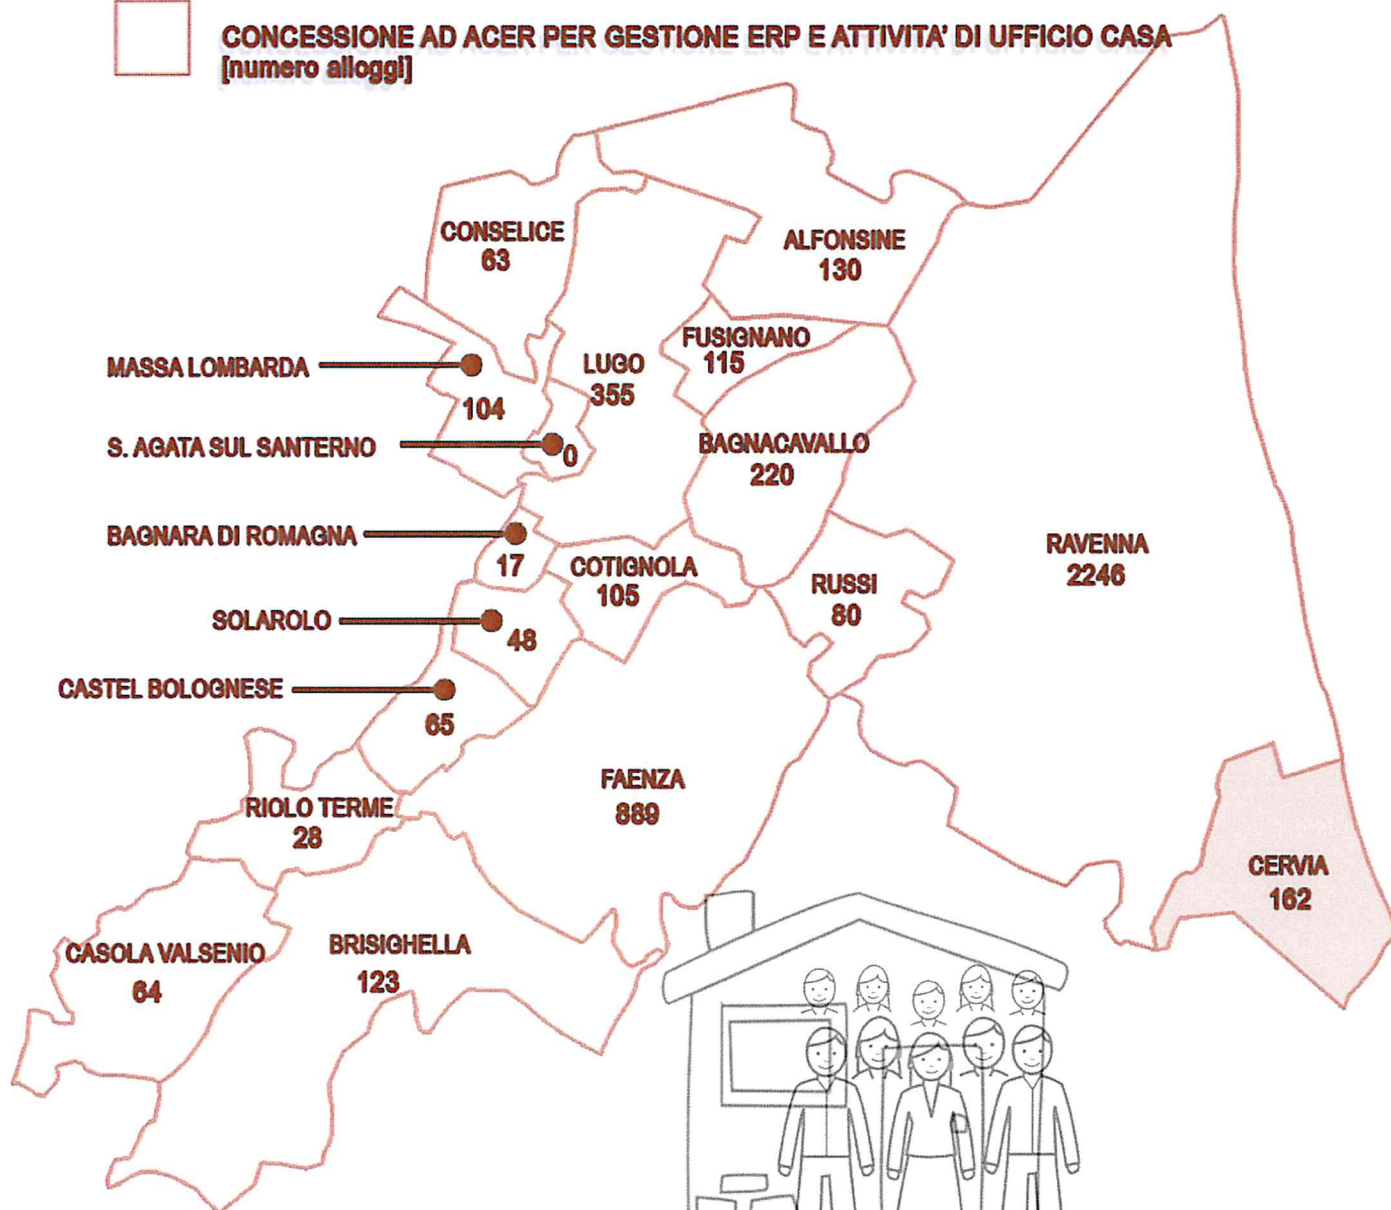 CONCESSIONE AD ACER PER GESTIONE ERP E ATTIVITA' DI UFFICIO CASA
[numero alloggi]
CONSELICE
63
ALFONSINE
130
FUSIGNANO
115
LUGO
355
MASSA LOMBARDA
104
S. AGATA SUL SANTERNO
0
BAGNACAVALLO
220
BAGNARA DI ROMAGNA
17
COTIGNOLA
105
RUSSI
80
RAVENNA
2246
SOLAROLO
48
CASTEL BOLOGNESE
65
FAENZA
889
RIOLO TERME
28
CERVIA
162
CASOLA VALSENIO
64
BRISIGHELLA
123